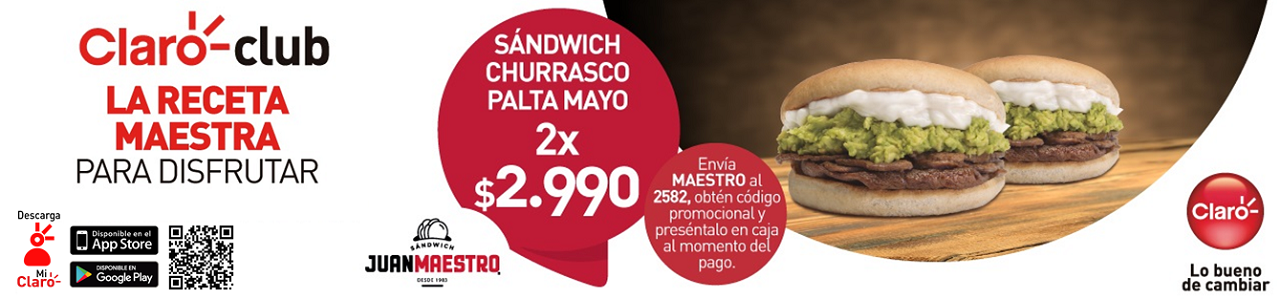 Claro-club
LA RECETA
MAESTRA
PARA DISFRUTAR
Descarga
Mi
Claro-
Disponible en el
App Store
DISPONIBLE EN
Google Play
SÁNDWICH
CHURRASCO
PALTA MAYO
2x
$2.990
SÁNDWICH
JUANMAESTRO
DESDE 1983
Envía
MAESTRO al
2582, obtén código
promocional y
preséntalo en caja
al momento del
pago.
Claro-
Lo bueno
de cambiar